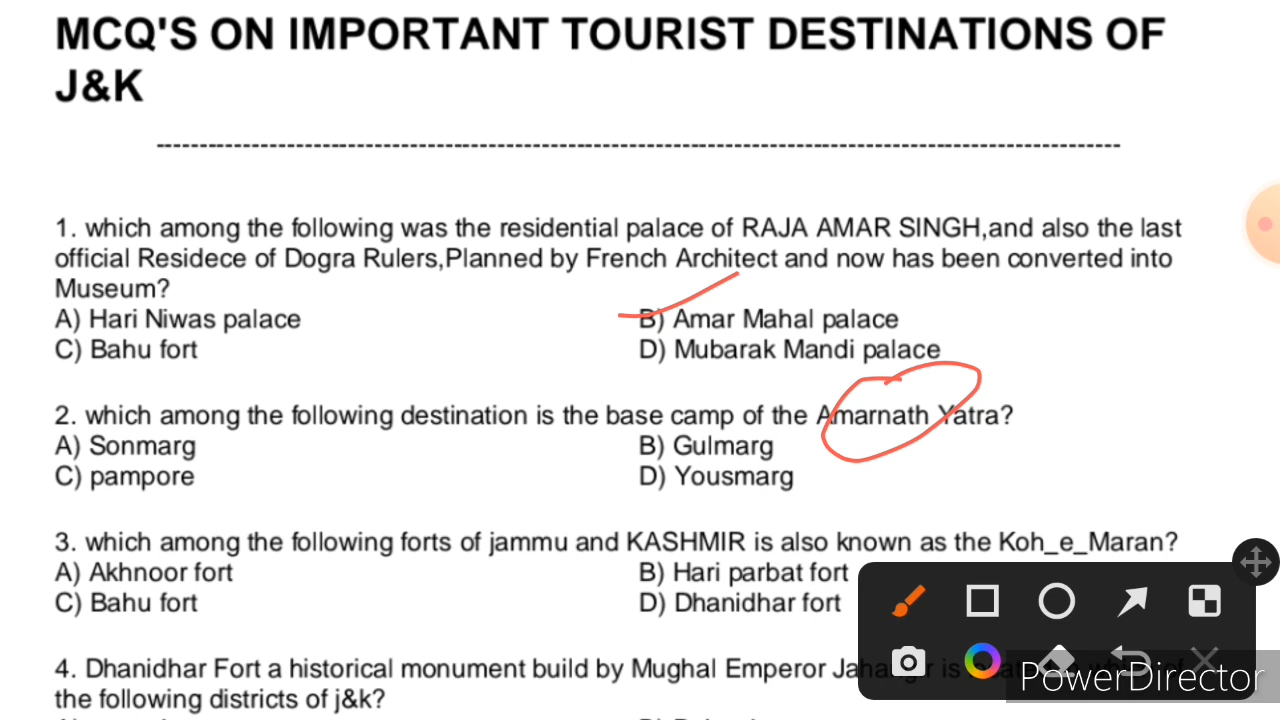 MCQ'S ON IMPORTANT TOURIST DESTINATIONS OF
J&K
1. which among the following was the residential palace of RAJA AMAR SINGH,and also the last
official Residece of Dogra Rulers,Planned by French Architect and now has been converted into
Museum?
A) Hari Niwas palace B) Amar Mahal palace
C) Bahu fort D) Mubarak Mandi palace
2. which among the following destination is the base camp of the Amarnath Yatra?
A) Sonmarg B) Gulmarg
C) pampore D) Yousmarg
3. which among the following forts of jammu and KASHMIR is also known as the Koh_e_Maran?
A) Akhnoor fort B) Hari parbat fort
C) Bahu fort D) Dhanidhar fort
4. Dhanidhar Fort a historical monument build by Mughal Emperor
the following districts of j&k?
PowerDirector